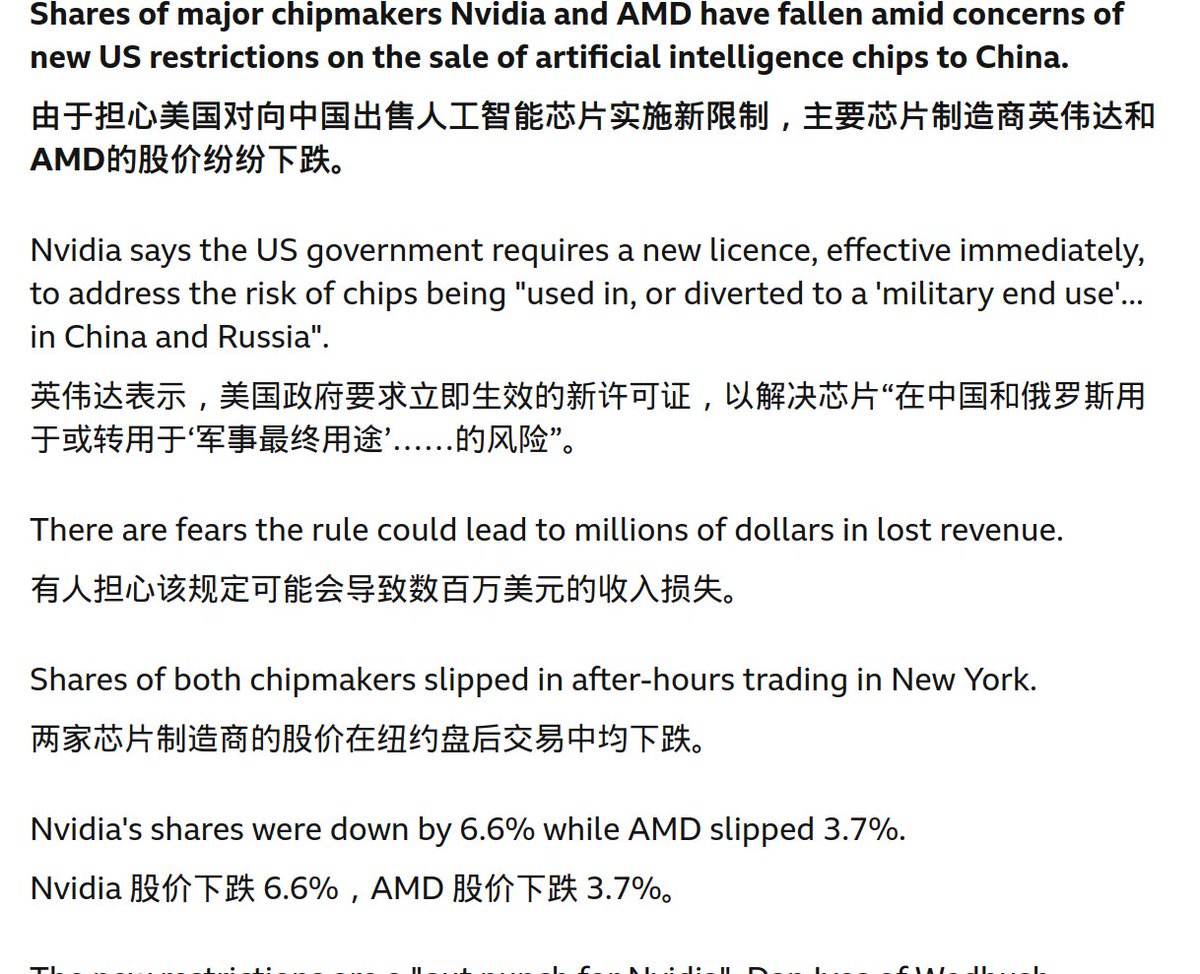 Shares of major chipmakers Nvidia and AMD have fallen amid concerns of
new US restrictions on the sale of artificial intelligence chips to China.
由于担心美国对向中国出售人工智能芯片实施新限制，主要芯片制造商英伟达和
AMD的股价纷纷下跌。
Nvidia says the US government requires a new licence, effective immediately,
to address the risk of chips being "used in, or diverted to a 'military end use'...
in China and Russia".
英伟达表示，美国政府要求立即生效的新许可证，以解决芯片“在中国和俄罗斯用
于或转用于‘军事最终用途’……的风险”。
There are fears the rule could lead to millions of dollars in lost revenue.
有人担心该规定可能会导致数百万美元的收入损失。
Shares of both chipmakers slipped in after-hours trading in New York.
两家芯片制造商的股价在纽约盘后交易中均下跌。
Nvidia's shares were down by 6.6% while AMD slipped 3.7%.
Nvidia 股价下跌 6.6%，AMD 股价下跌 3.7%。
The new restrictions are a "gut punch for Nvidia", Dan Ives of Wedbush